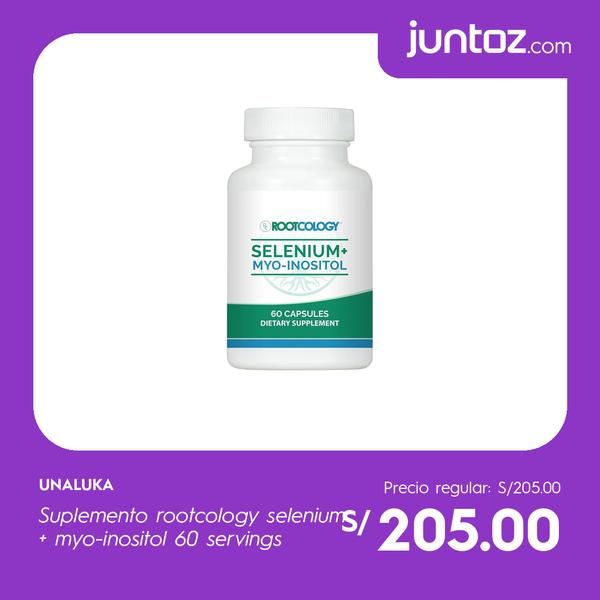 juntoz.com
ROOTCOLOGY
SELENIUM+
MYO-INOSITOL
60 CAPSULES
DIETARY SUPPLEMENT
UNALUKA
Suplemento rootcology selenium
+ myo-inositol 60 servings
Precio regular: S/205.00
S/ 205.00